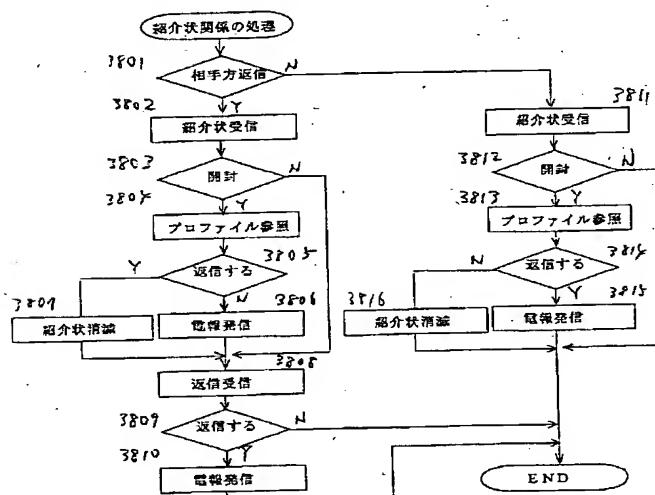 紹介状関係の処理
3801
相手方返信
N
3802
Y
紹介状受信
3803
開封
N
3804
Y
プロファイル参照
3805
返信する
Y
N
3807
紹介状消滅
3806
電報発信
3808
返信受信
3809
返信する
N
3810
Y
電報発信
3811
紹介状受信
3812
開封
N
3813
Y
プロファイル参照
3814
返信する
N
Y
3816
紹介状消滅
3815
電報発信
END